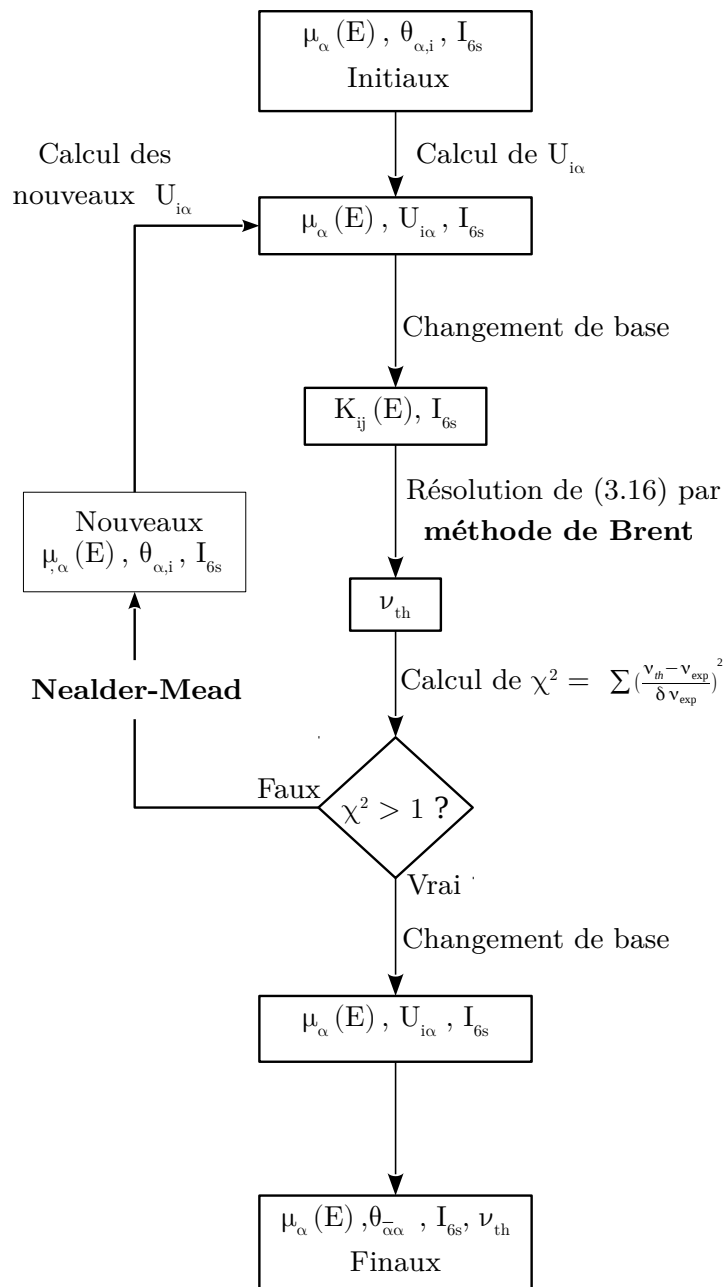 μα(E), θα,i, I6s
Initiaux
Calcul de Uiα
Calcul des
nouveaux Uiα
μα(E), Uiα, I6s
Changement de base
Kij(E), I6s
Résolution de (3.16) par
méthode de Brent
Nouveaux
μ,α(E), θα,i, I6s
νth
Calcul de χ² = ∑(νth−νexp/δνexp)²
Nealder-Mead
Faux
χ² > 1 ?
Vrai
Changement de base
μα(E), Uiα, I6s
μα(E),θα̅α, I6s, νth
Finaux